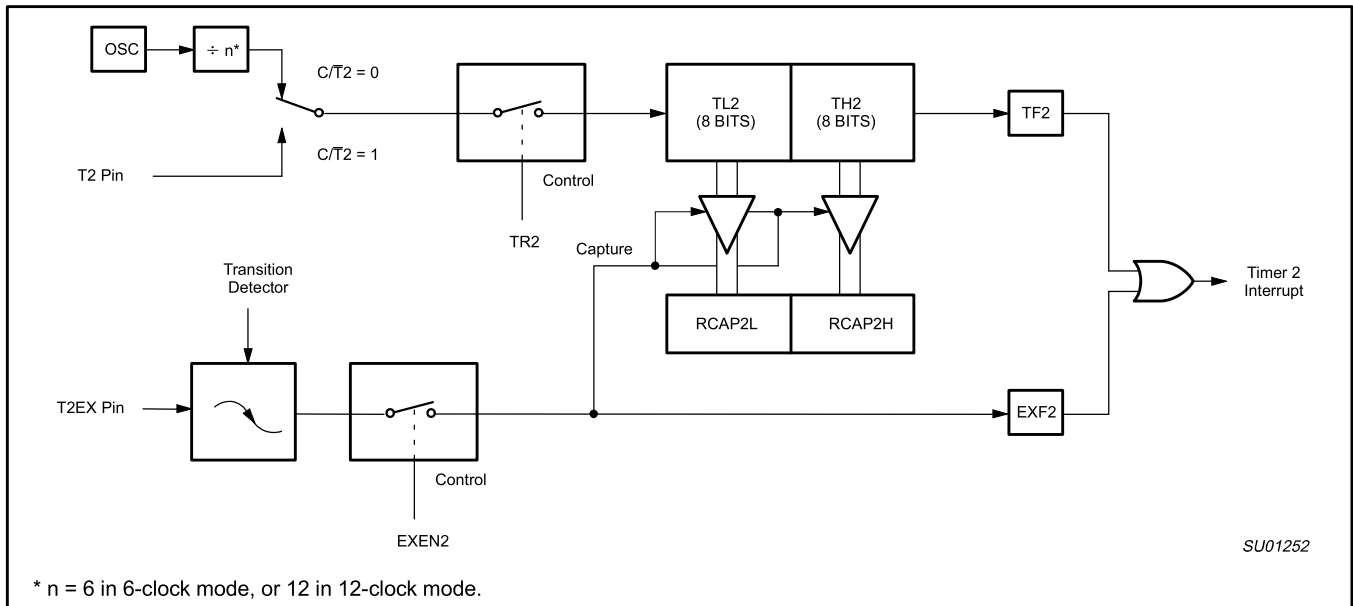 OSC
÷ n*
C/T̅2 = 0
C/T̅2 = 1
T2 Pin
Control
TR2
TL2
(8 BITS)
TH2
(8 BITS)
TF2
Capture
RCAP2L
RCAP2H
Transition
Detector
T2EX Pin
Control
EXEN2
EXF2
Timer 2
Interrupt
SU01252
* n = 6 in 6-clock mode, or 12 in 12-clock mode.